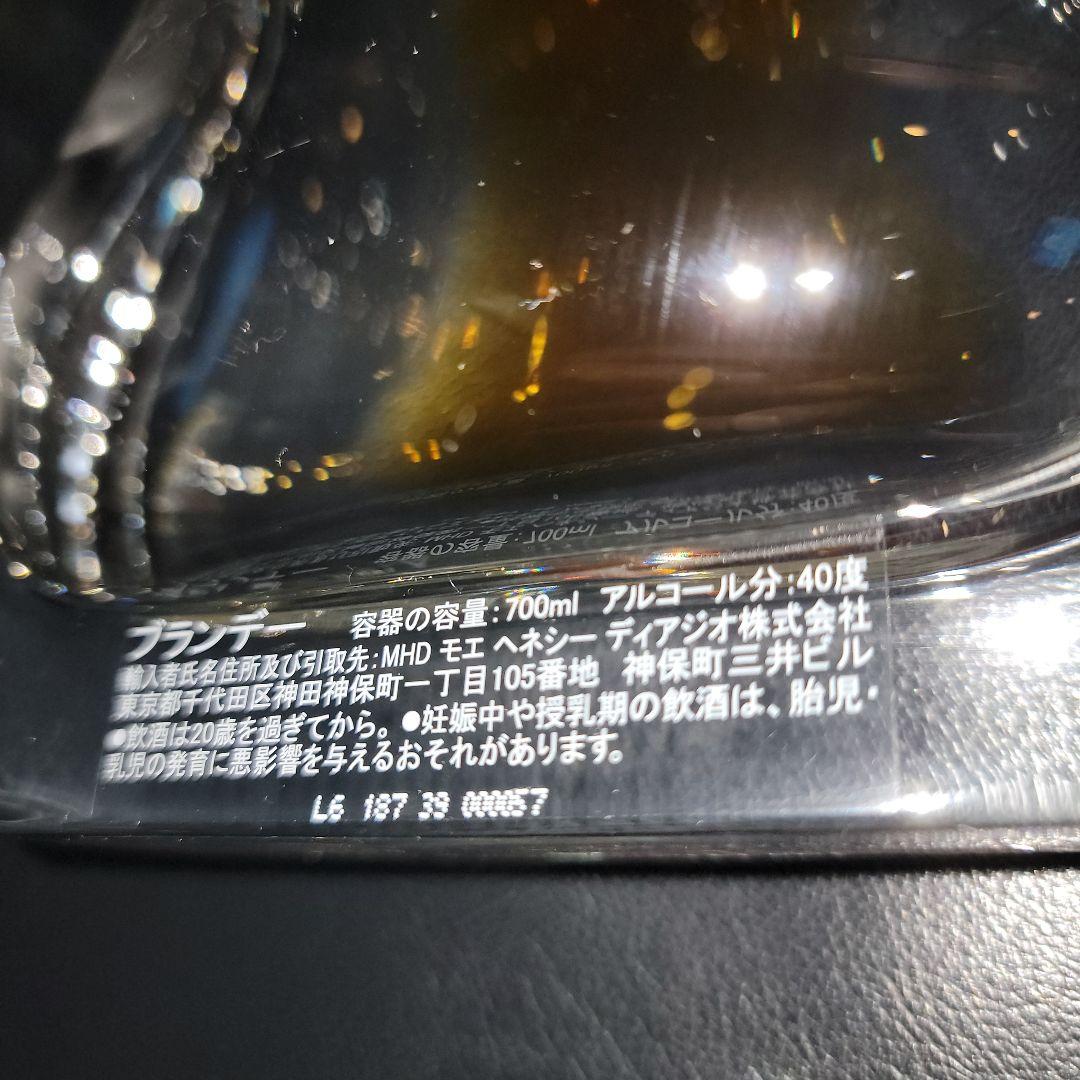 ブランデー 容器の容量:700ml アルコール分:40度
輸入者氏名住所及び引取先:MHD モエ ヘネシー ディアジオ株式会社
東京都千代田区神田神保町一丁目105番地 神保町三井ビル
●飲酒は20歳を過ぎてから。●妊娠中や授乳期の飲酒は、胎児・
乳児の発育に悪影響を与えるおそれがあります。
L6 187 39 000057